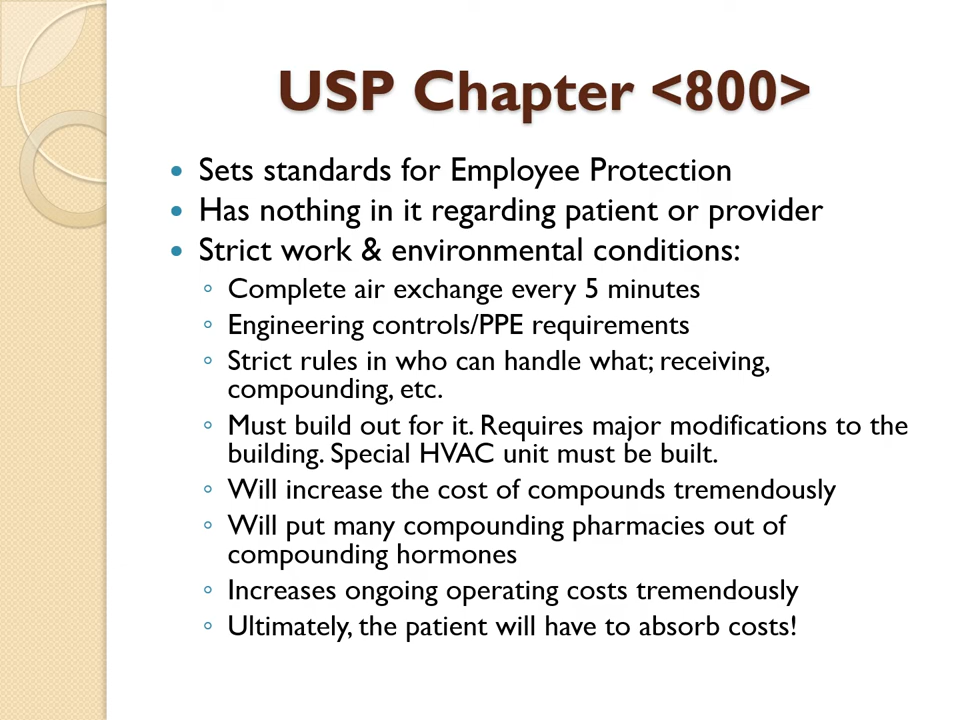 USP Chapter <800>
• Sets standards for Employee Protection
• Has nothing in it regarding patient or provider
• Strict work & environmental conditions:
◦ Complete air exchange every 5 minutes
◦ Engineering controls/PPE requirements
◦ Strict rules in who can handle what; receiving,
compounding, etc.
◦ Must build out for it. Requires major modifications to the
building. Special HVAC unit must be built.
◦ Will increase the cost of compounds tremendously
◦ Will put many compounding pharmacies out of
compounding hormones
◦ Increases ongoing operating costs tremendously
◦ Ultimately, the patient will have to absorb costs!